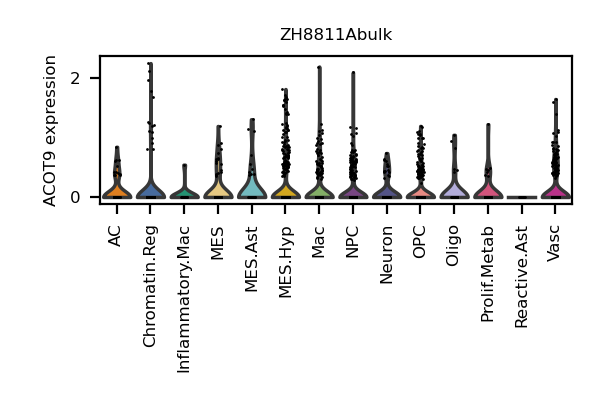 ZH8811Abulk
ACOT9 expression
2
0
AC
Chromatin.Reg
Inflammatory.Mac
MES
MES.Ast
MES.Hyp
Mac
NPC
Neuron
OPC
Oligo
Prolif.Metab
Reactive.Ast
Vasc